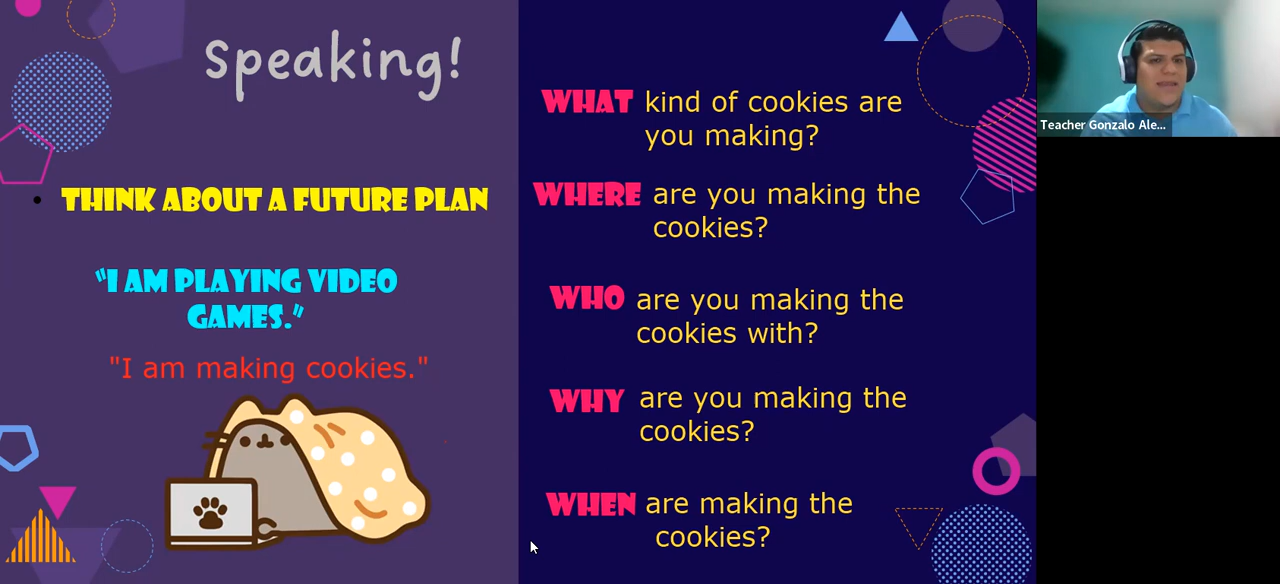 Speaking!
THINK ABOUT A FUTURE PLAN
"I AM PLAYING VIDEO
GAMES."
"I am making cookies."
WHAT kind of cookies are
you making?
WHERE are you making the
cookies?
WHO are you making the
cookies with?
WHY are you making the
cookies?
WHEN are making the
cookies?
Teacher Gonzalo Ale...